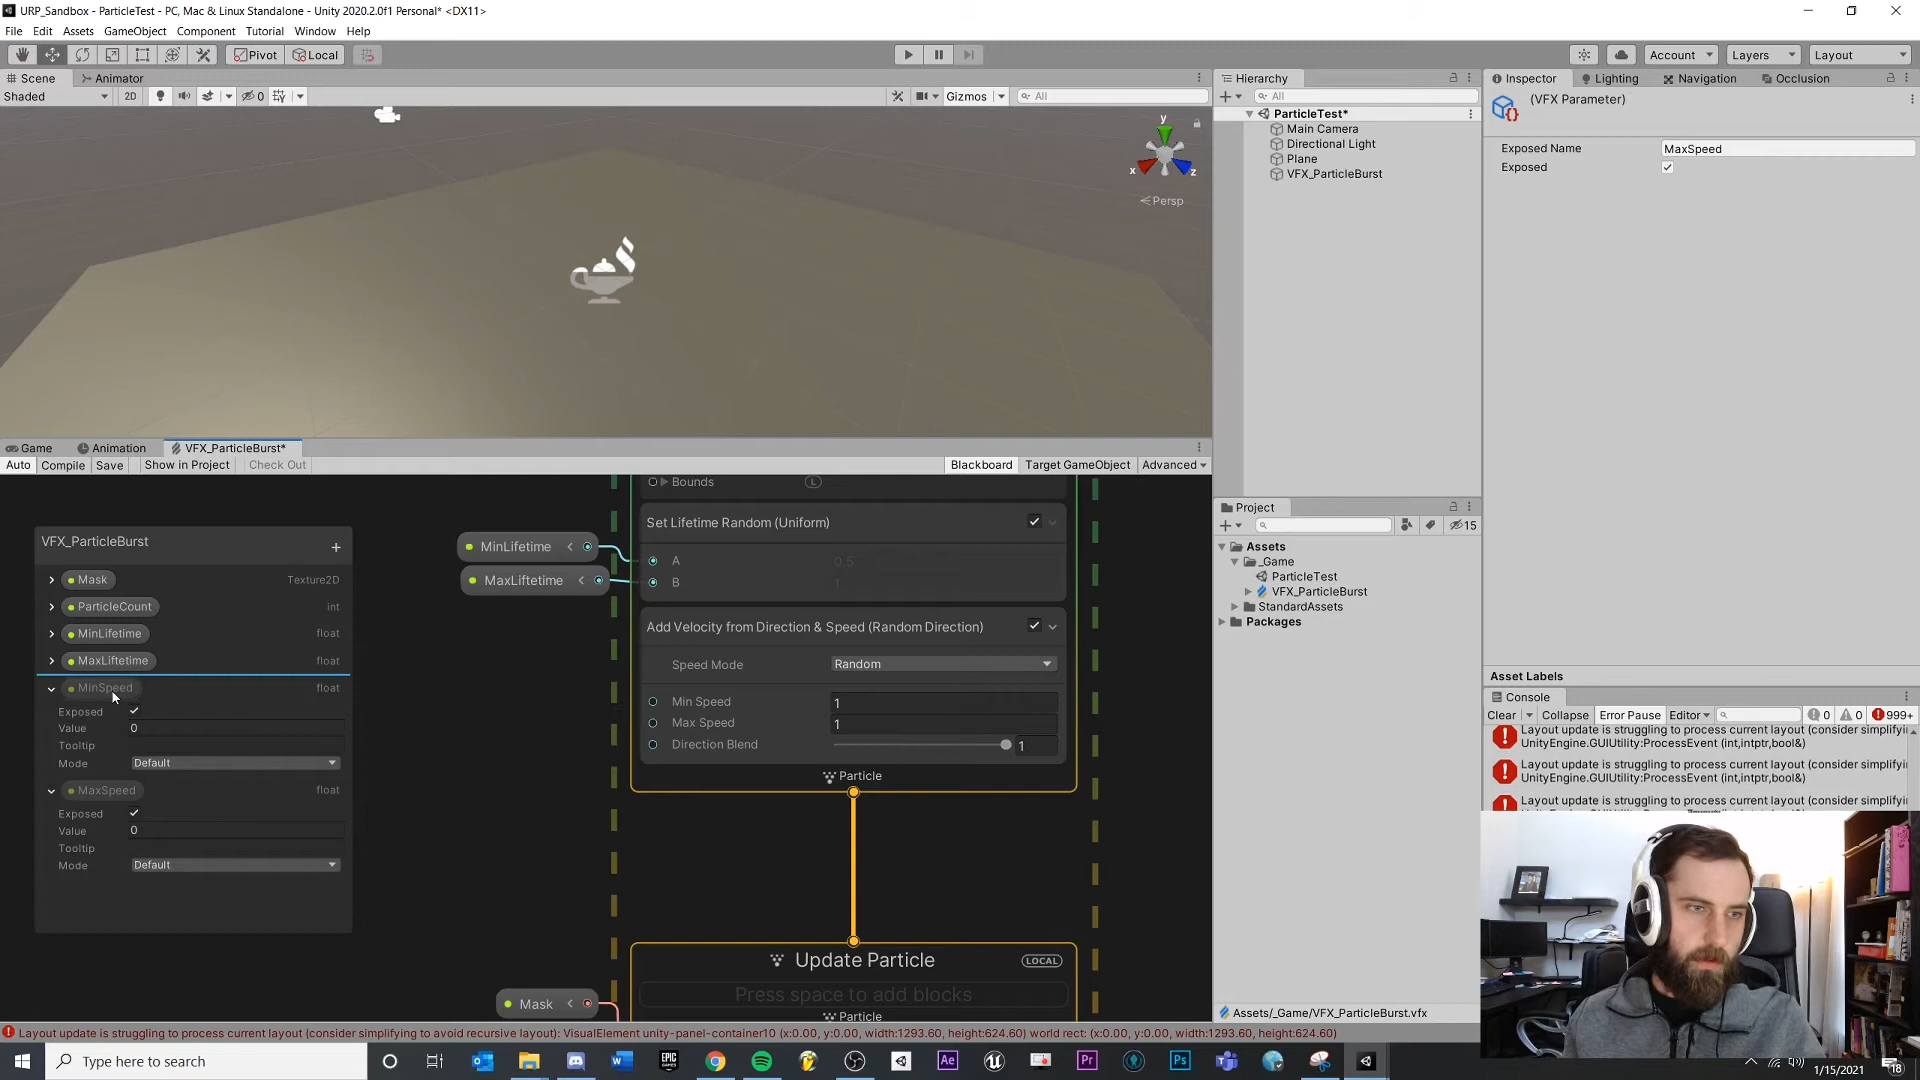 URP_Sandbox - ParticleTest - PC, Mac & Linux Standalone - Unity 2020.2.0f1 Personal* <DX11>
File Edit Assets GameObject Component Tutorial Window Help
Pivot Local Account Layers Layout
Scene Animator
Shaded 2D 0 Gizmos All
y
x z
Persp
Hierarchy
All
ParticleTest*
Main Camera
Directional Light
Plane
VFX_ParticleBurst
Inspector Lighting Navigation Occlusion
(VFX Parameter)
Exposed Name MaxSpeed
Exposed
Game Animation VFX_ParticleBurst*
Auto Compile Save Show in Project Check Out Blackboard Target GameObject Advanced
VFX_ParticleBurst
Mask Texture2D
ParticleCount int
MinLifetime float
MaxLiftetime float
MinSpeed float
Exposed
Value 0
Tooltip
Mode Default
MaxSpeed float
Exposed
Value 0
Tooltip
Mode Default
MinLifetime
MaxLiftetime
Mask
Bounds L
Set Lifetime Random (Uniform)
A 0.5
B 1
Add Velocity from Direction & Speed (Random Direction)
Speed Mode Random
Min Speed 1
Max Speed 1
Direction Blend 1
Particle
Update Particle LOCAL
Press space to add blocks
Particle
Project
15
Assets
_Game
ParticleTest
VFX_ParticleBurst
StandardAssets
Packages
Assets/_Game/VFX_ParticleBurst.vfx
Asset Labels
Console
Clear Collapse Error Pause Editor 0 0 999+
Layout update is struggling to process current layout (consider simplifyi
UnityEngine.GUIUtility:ProcessEvent (int,intptr,bool&)
Layout update is struggling to process current layout (consider simplifyi
UnityEngine.GUIUtility:ProcessEvent (int,intptr,bool&)
Layout update is struggling to process current layout (consider simplifyi
Layout update is struggling to process current layout (consider simplifying to avoid recursive layout): VisualElement unity-panel-container10 (x:0.00, y:0.00, width:1293.60, height:624.60) world rect: (x:0.00, y:0.00, width:1293.60, height:624.60)
Type here to search
EPIC GAMES Ae Pr Ps
1/15/2021
18